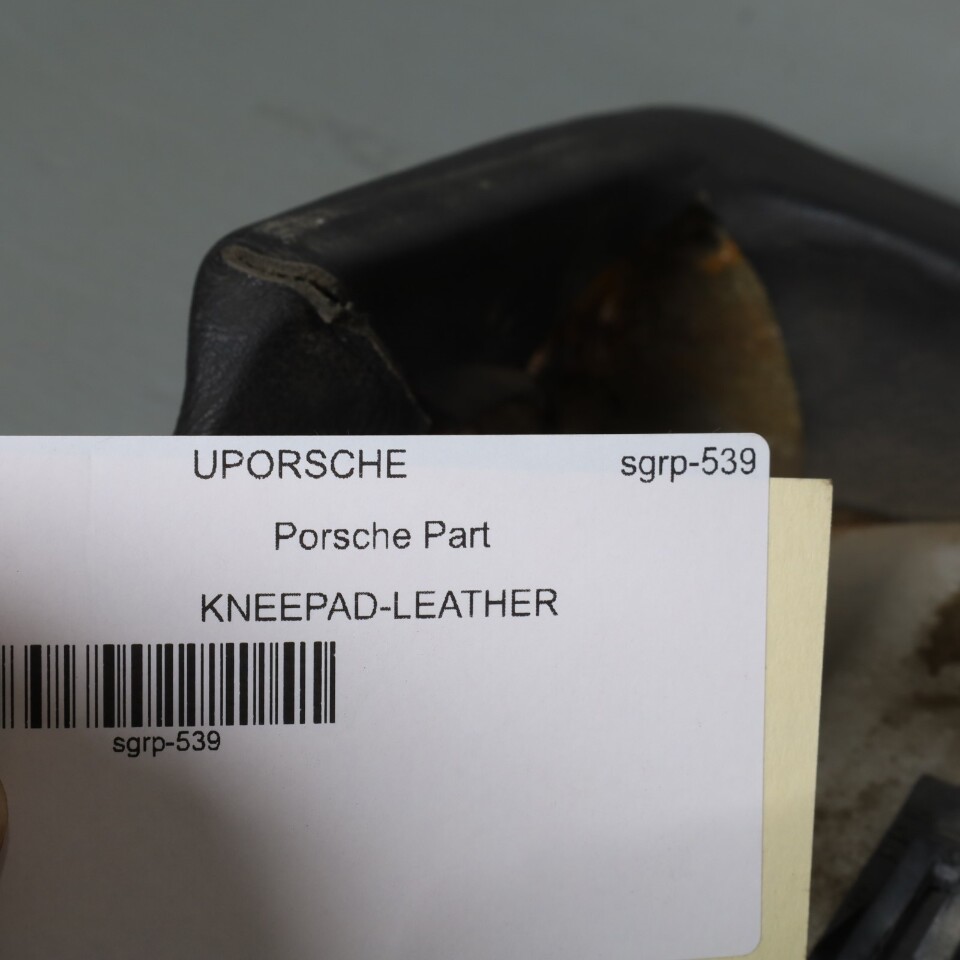 UPORSCHE sgrp-539
Porsche Part
KNEEPAD-LEATHER
sgrp-539